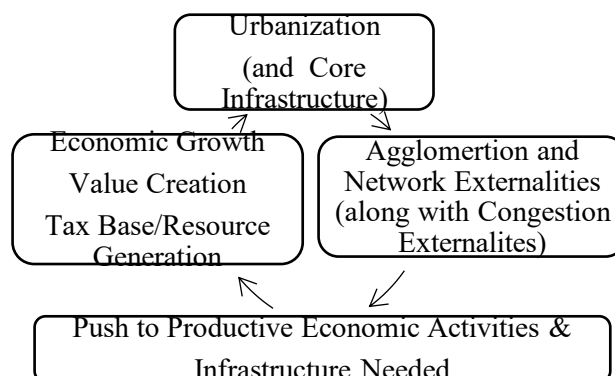 Urbanization
(and Core
Infrastructure)
Economic Growth
Value Creation
Tax Base/Resource
Generation
Agglomertion and
Network Externalities
(along with Congestion
Externalites)
Push to Productive Economic Activities &
Infrastructure Needed